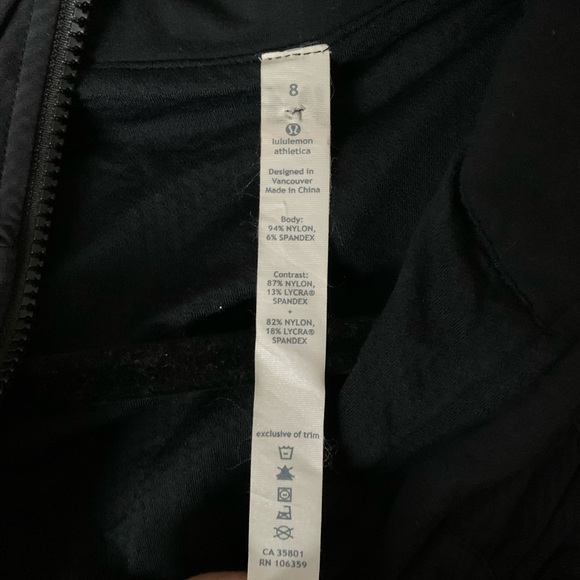 8
lululemon
athletica
Designed in
Vancouver
Made in China
Body:
94% NYLON,
6% SPANDEX
Contrast:
87% NYLON,
13% LYCRA®
SPANDEX
+
82% NYLON,
18% LYCRA®
SPANDEX
exclusive of trim
CA 35801
RN 106359